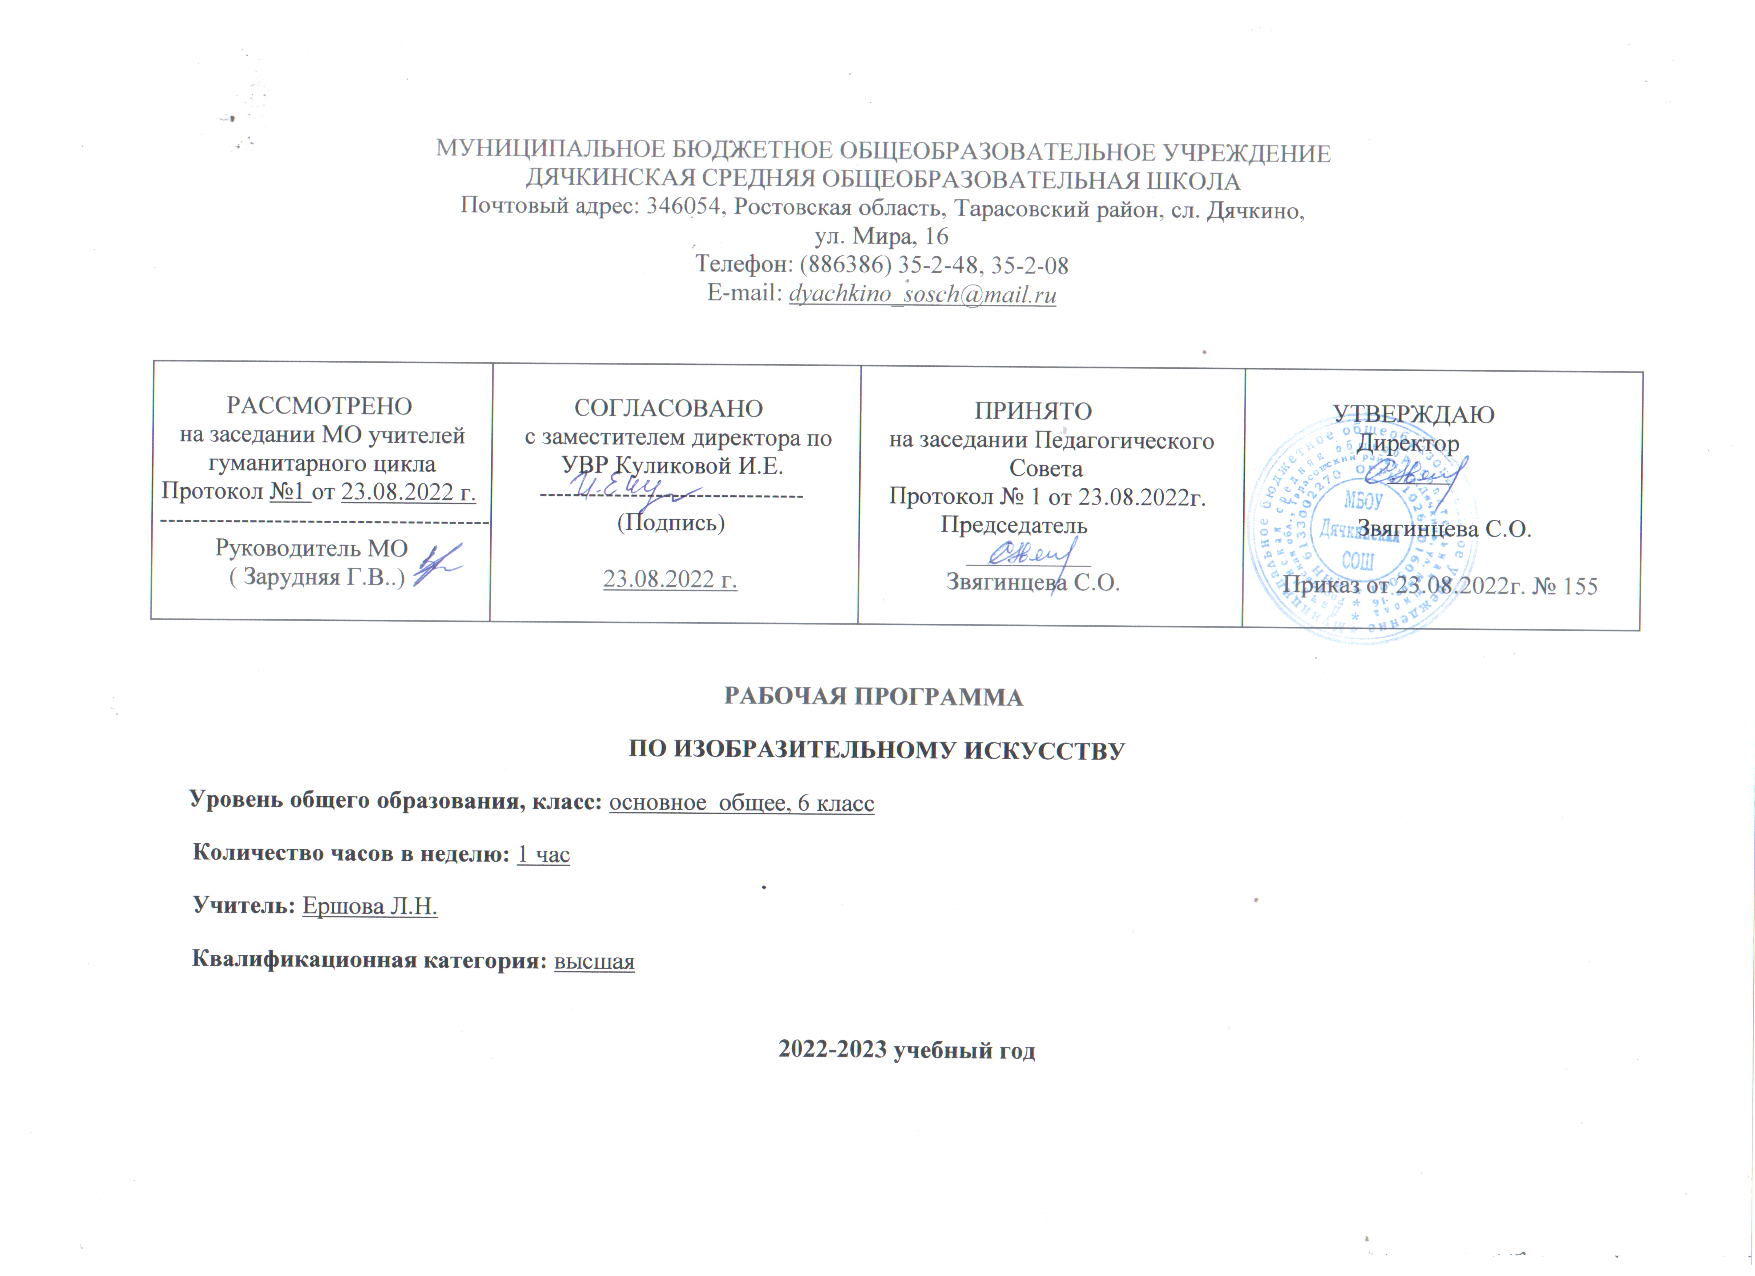 МУНИЦИПАЛЬНОЕ БЮДЖЕТНОЕ ОБЩЕОБРАЗОВАТЕЛЬНОЕ УЧРЕЖДЕНИЕ
ДЯЧКИНСКАЯ СРЕДНЯЯ ОБЩЕОБРАЗОВАТЕЛЬНАЯ ШКОЛА
Почтовый адрес: 346054, Ростовская область, Тарасовский район, сл. Дячкино,
ул. Мира, 16
Телефон: (886386) 35-2-48, 35-2-08
E-mail: dyachkino_sosch@mail.ru
РАССМОТРЕНО
на заседании МО учителей
гуманитарного цикла
Протокол №1 от 23.08.2022 г.
Руководитель МО
( Зарудняя Г.В..)
СОГЛАСОВАНО
с заместителем директора по
УВР Куликовой И.Е.
(Подпись)
23.08.2022 г.
ПРИНЯТО
на заседании Педагогического
Совета
Протокол № 1 от 23.08.2022г.
Председатель
Звягинцева С.О.
УТВЕРЖДАЮ
Директор
Звягинцева С.О.
Приказ от 23.08.2022г. № 155
МБОУ
Дячкинская
СОШ
РАБОЧАЯ ПРОГРАММА
ПО ИЗОБРАЗИТЕЛЬНОМУ ИСКУССТВУ
Уровень общего образования, класс: основное общее, 6 класс
Количество часов в неделю: 1 час
Учитель: Ершова Л.Н.
Квалификационная категория: высшая
2022-2023 учебный год